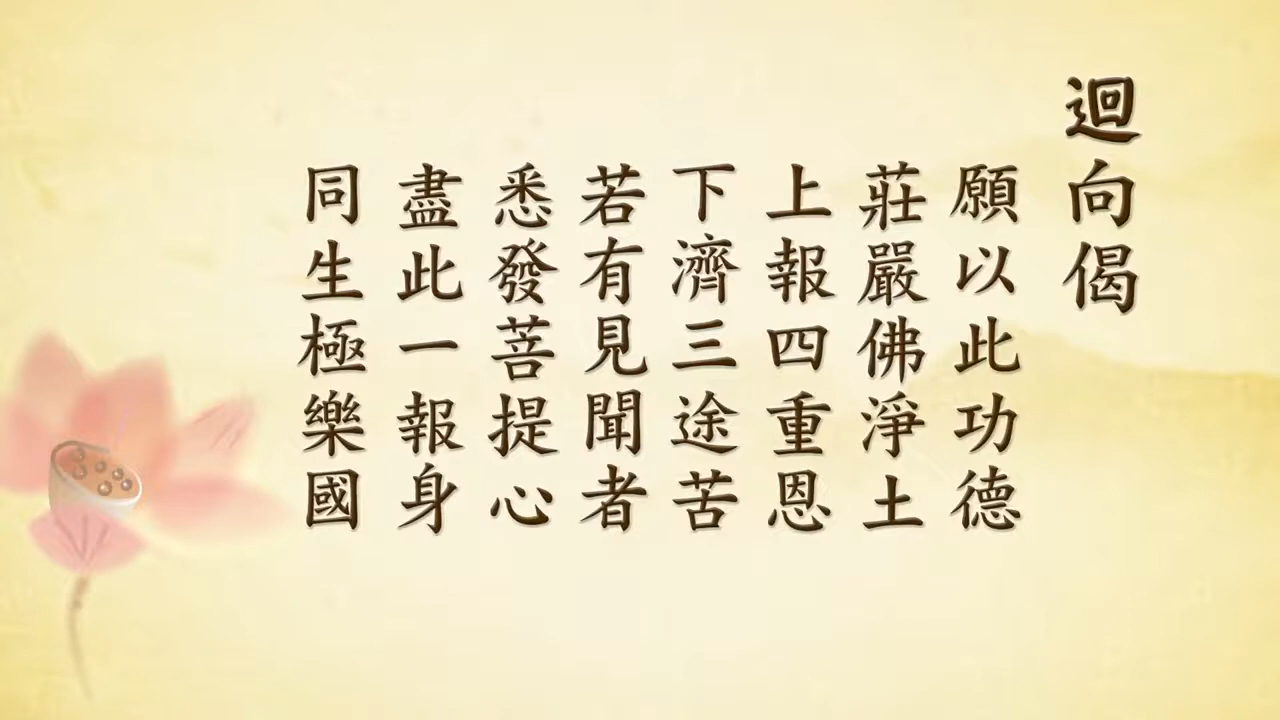 迴向偈
願以此功德
莊嚴佛淨土
上報四重恩
下濟三途苦
若有見聞者
悉發菩提心
盡此一報身
同生極樂國